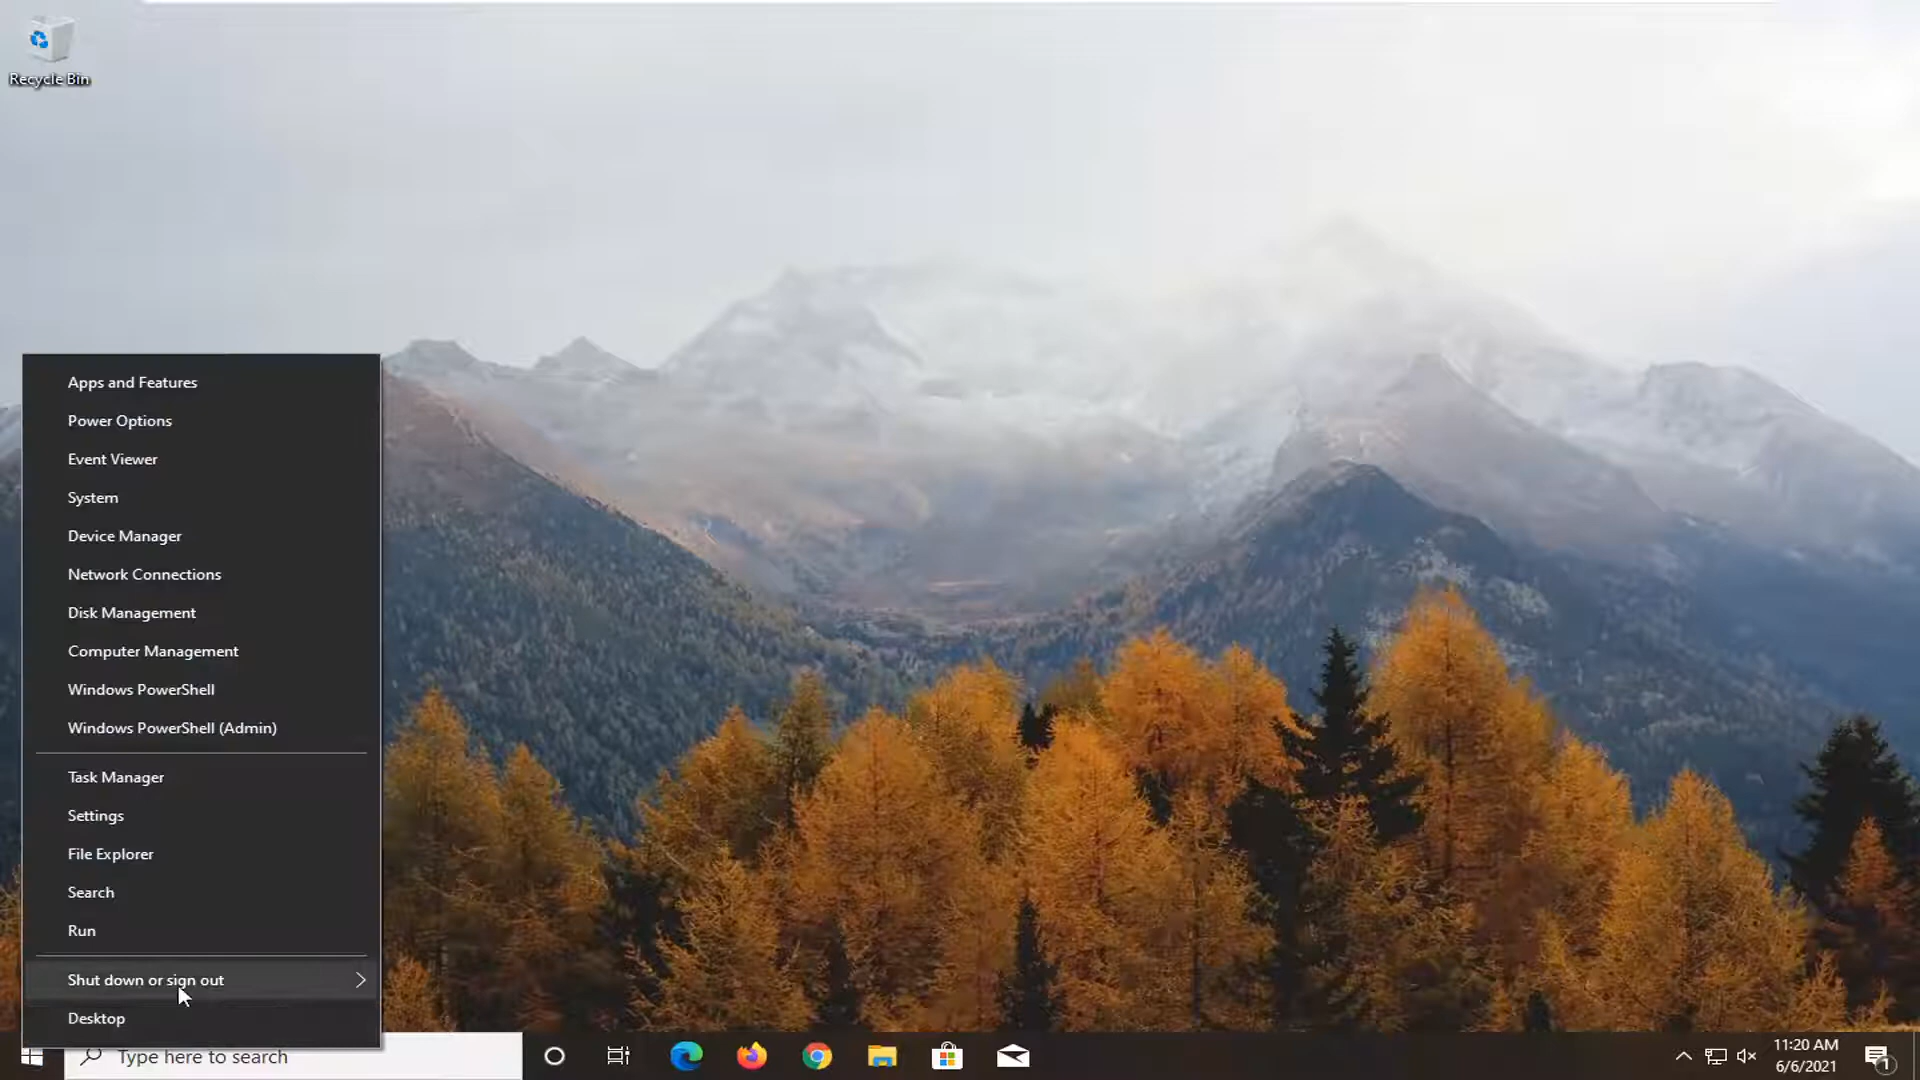 Recycle Bin
Apps and Features
Power Options
Event Viewer
System
Device Manager
Network Connections
Disk Management
Computer Management
Windows PowerShell
Windows PowerShell (Admin)
Task Manager
Settings
File Explorer
Search
Run
Shut down or sign out
Desktop
Type here to search
11:20 AM
6/6/2021
1